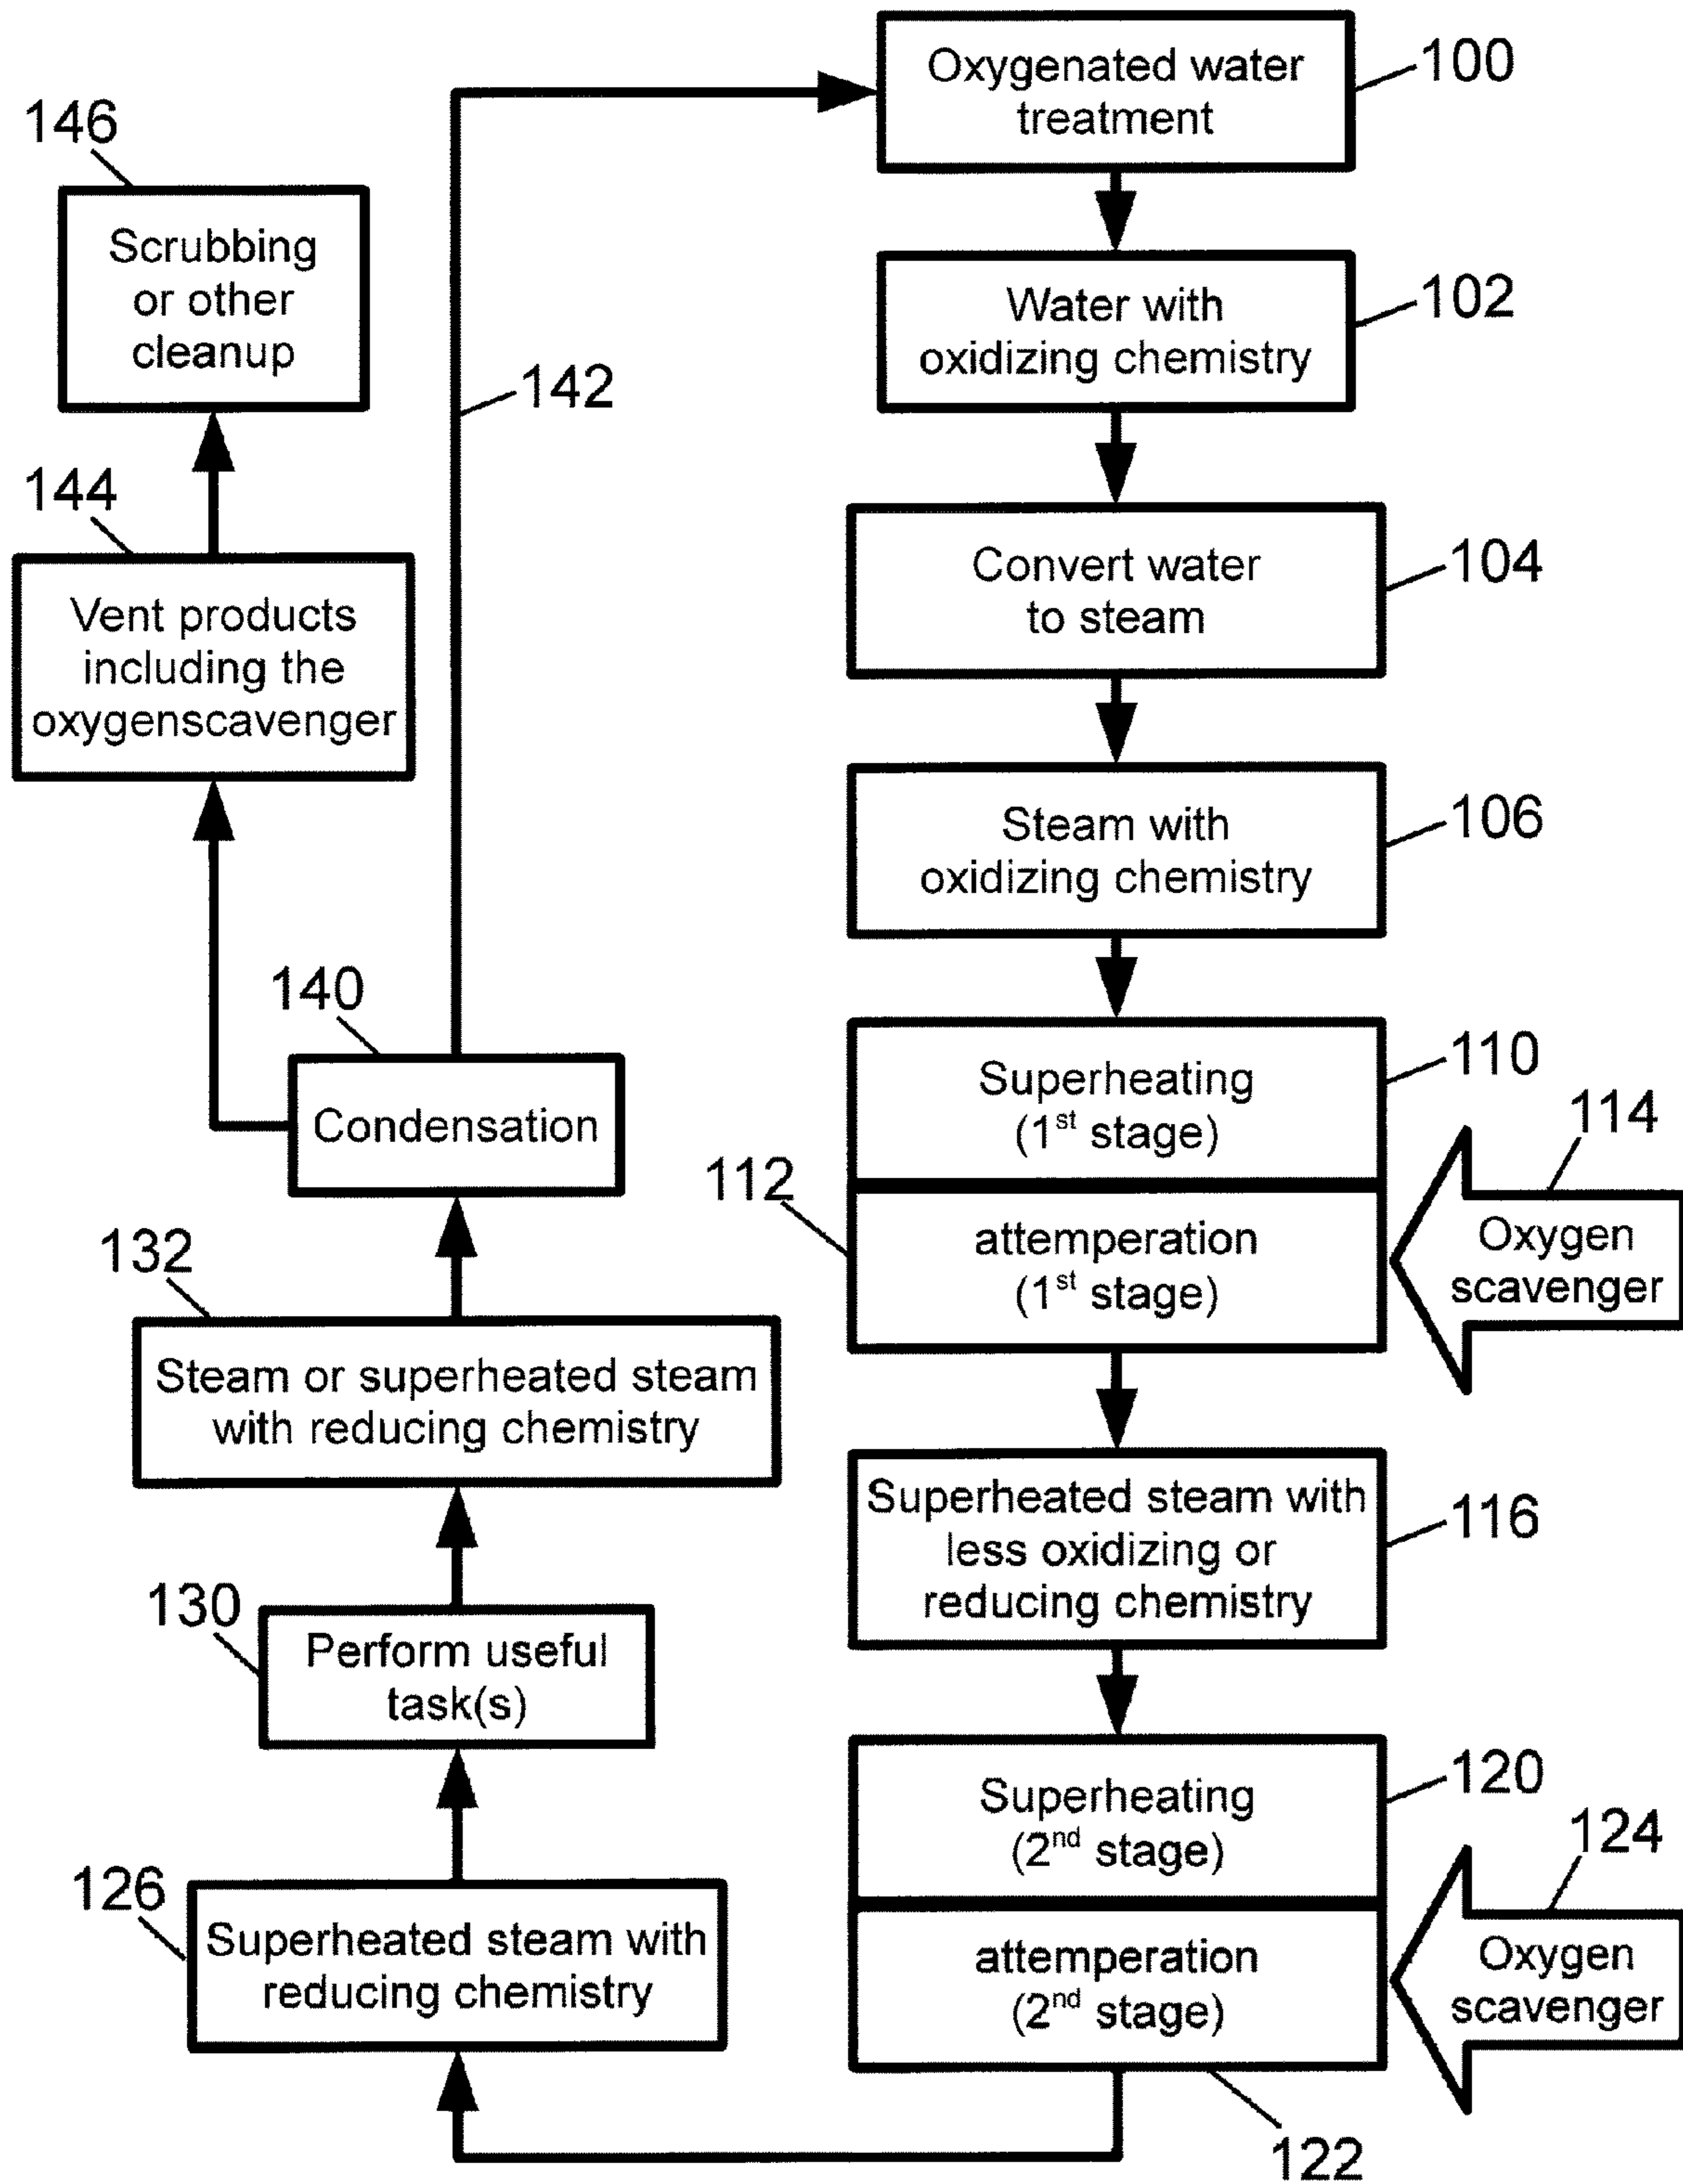 Oxygenated water
treatment
100
Water with
oxidizing chemistry
102
Convert water
to steam
104
Steam with
oxidizing chemistry
106
Superheating
(1st stage)
110
attemperation
(1st stage)
112
Oxygen
scavenger
114
Superheated steam with
less oxidizing or
reducing chemistry
116
Superheating
(2nd stage)
120
attemperation
(2nd stage)
122
Oxygen
scavenger
124
126
Superheated steam with
reducing chemistry
130
Perform useful
task(s)
132
Steam or superheated steam
with reducing chemistry
140
Condensation
142
144
Vent products
including the
oxygenscavenger
146
Scrubbing
or other
cleanup